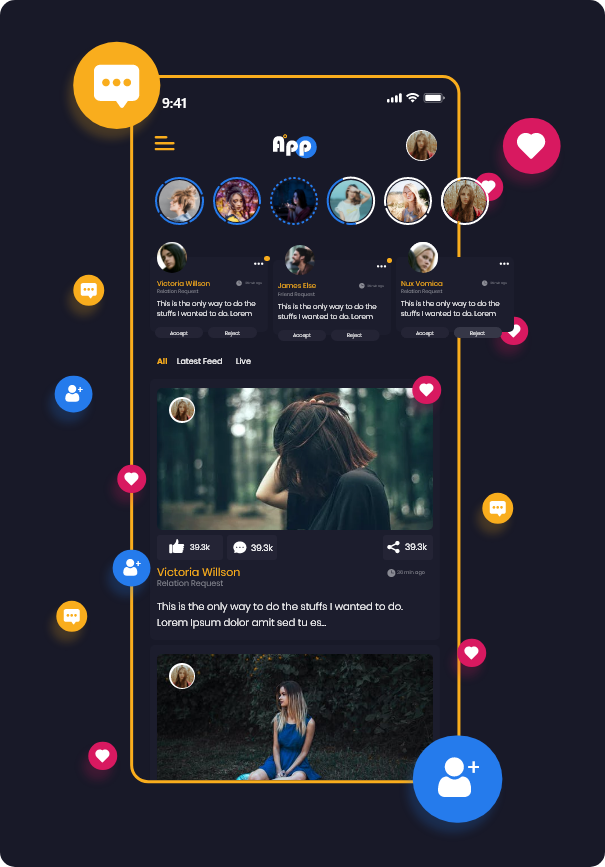 9:41
App
Victoria Willson
Relation Request
This is the only way to do the
stuffs I wanted to do. Lorem
Accept
Reject
James Else
Friend Request
This is the only way to do the
stuffs I wanted to do. Lorem
Accept
Reject
Nux Vomica
Relation Request
This is the only way to do the
stuffs I wanted to do. Lorem
Accept
Reject
All Latest Feed Live
39.3k 39.3k 39.3k
Victoria Willson
36 min ago
Relation Request
This is the only way to do the stuffs I wanted to do.
Lorem Ipsum dolor amit sed tu es...